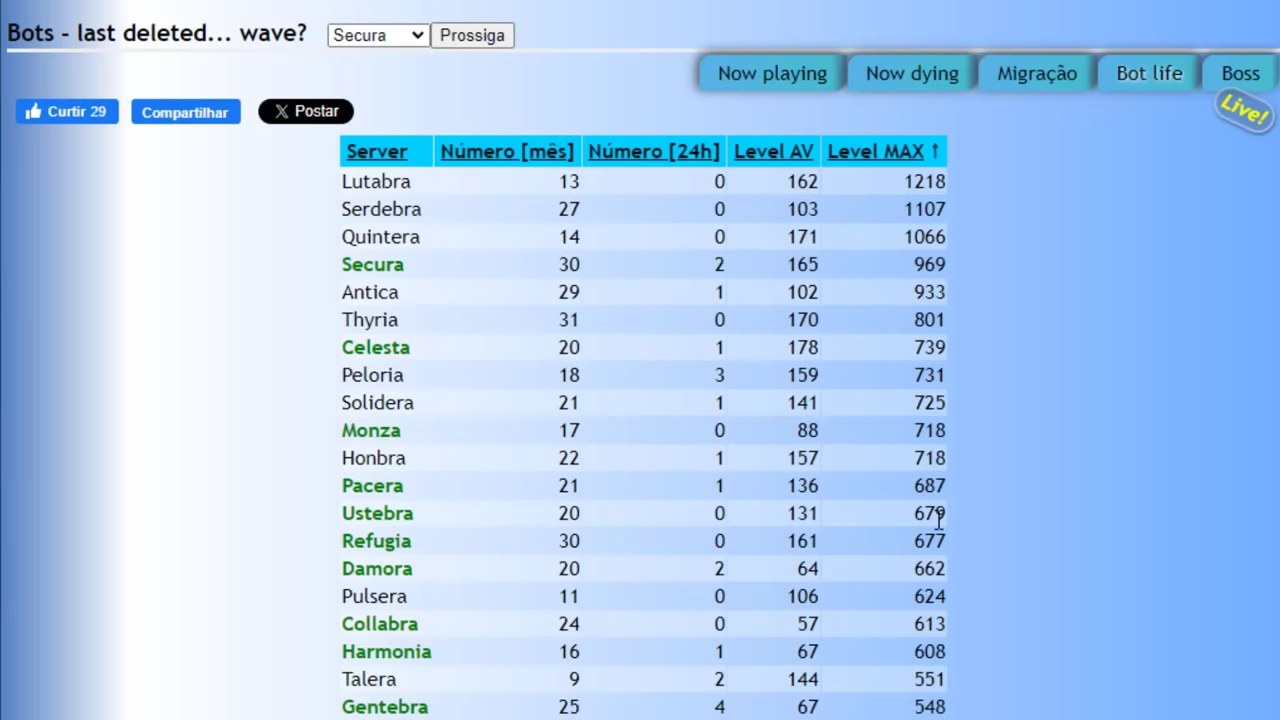 Bots - last deleted... wave? Secura Prossiga
Now playing Now dying Migração Bot life Boss
Live!
Curtir 29 Compartilhar X Postar
Server Número [mês] Número [24h] Level AV Level MAX ↑
Lutabra 13 0 162 1218
Serdebra 27 0 103 1107
Quintera 14 0 171 1066
Secura 30 2 165 969
Antica 29 1 102 933
Thyria 31 0 170 801
Celesta 20 1 178 739
Peloria 18 3 159 731
Solidera 21 1 141 725
Monza 17 0 88 718
Honbra 22 1 157 718
Pacera 21 1 136 687
Ustebra 20 0 131 679
Refugia 30 0 161 677
Damora 20 2 64 662
Pulsera 11 0 106 624
Collabra 24 0 57 613
Harmonia 16 1 67 608
Talera 9 2 144 551
Gentebra 25 4 67 548